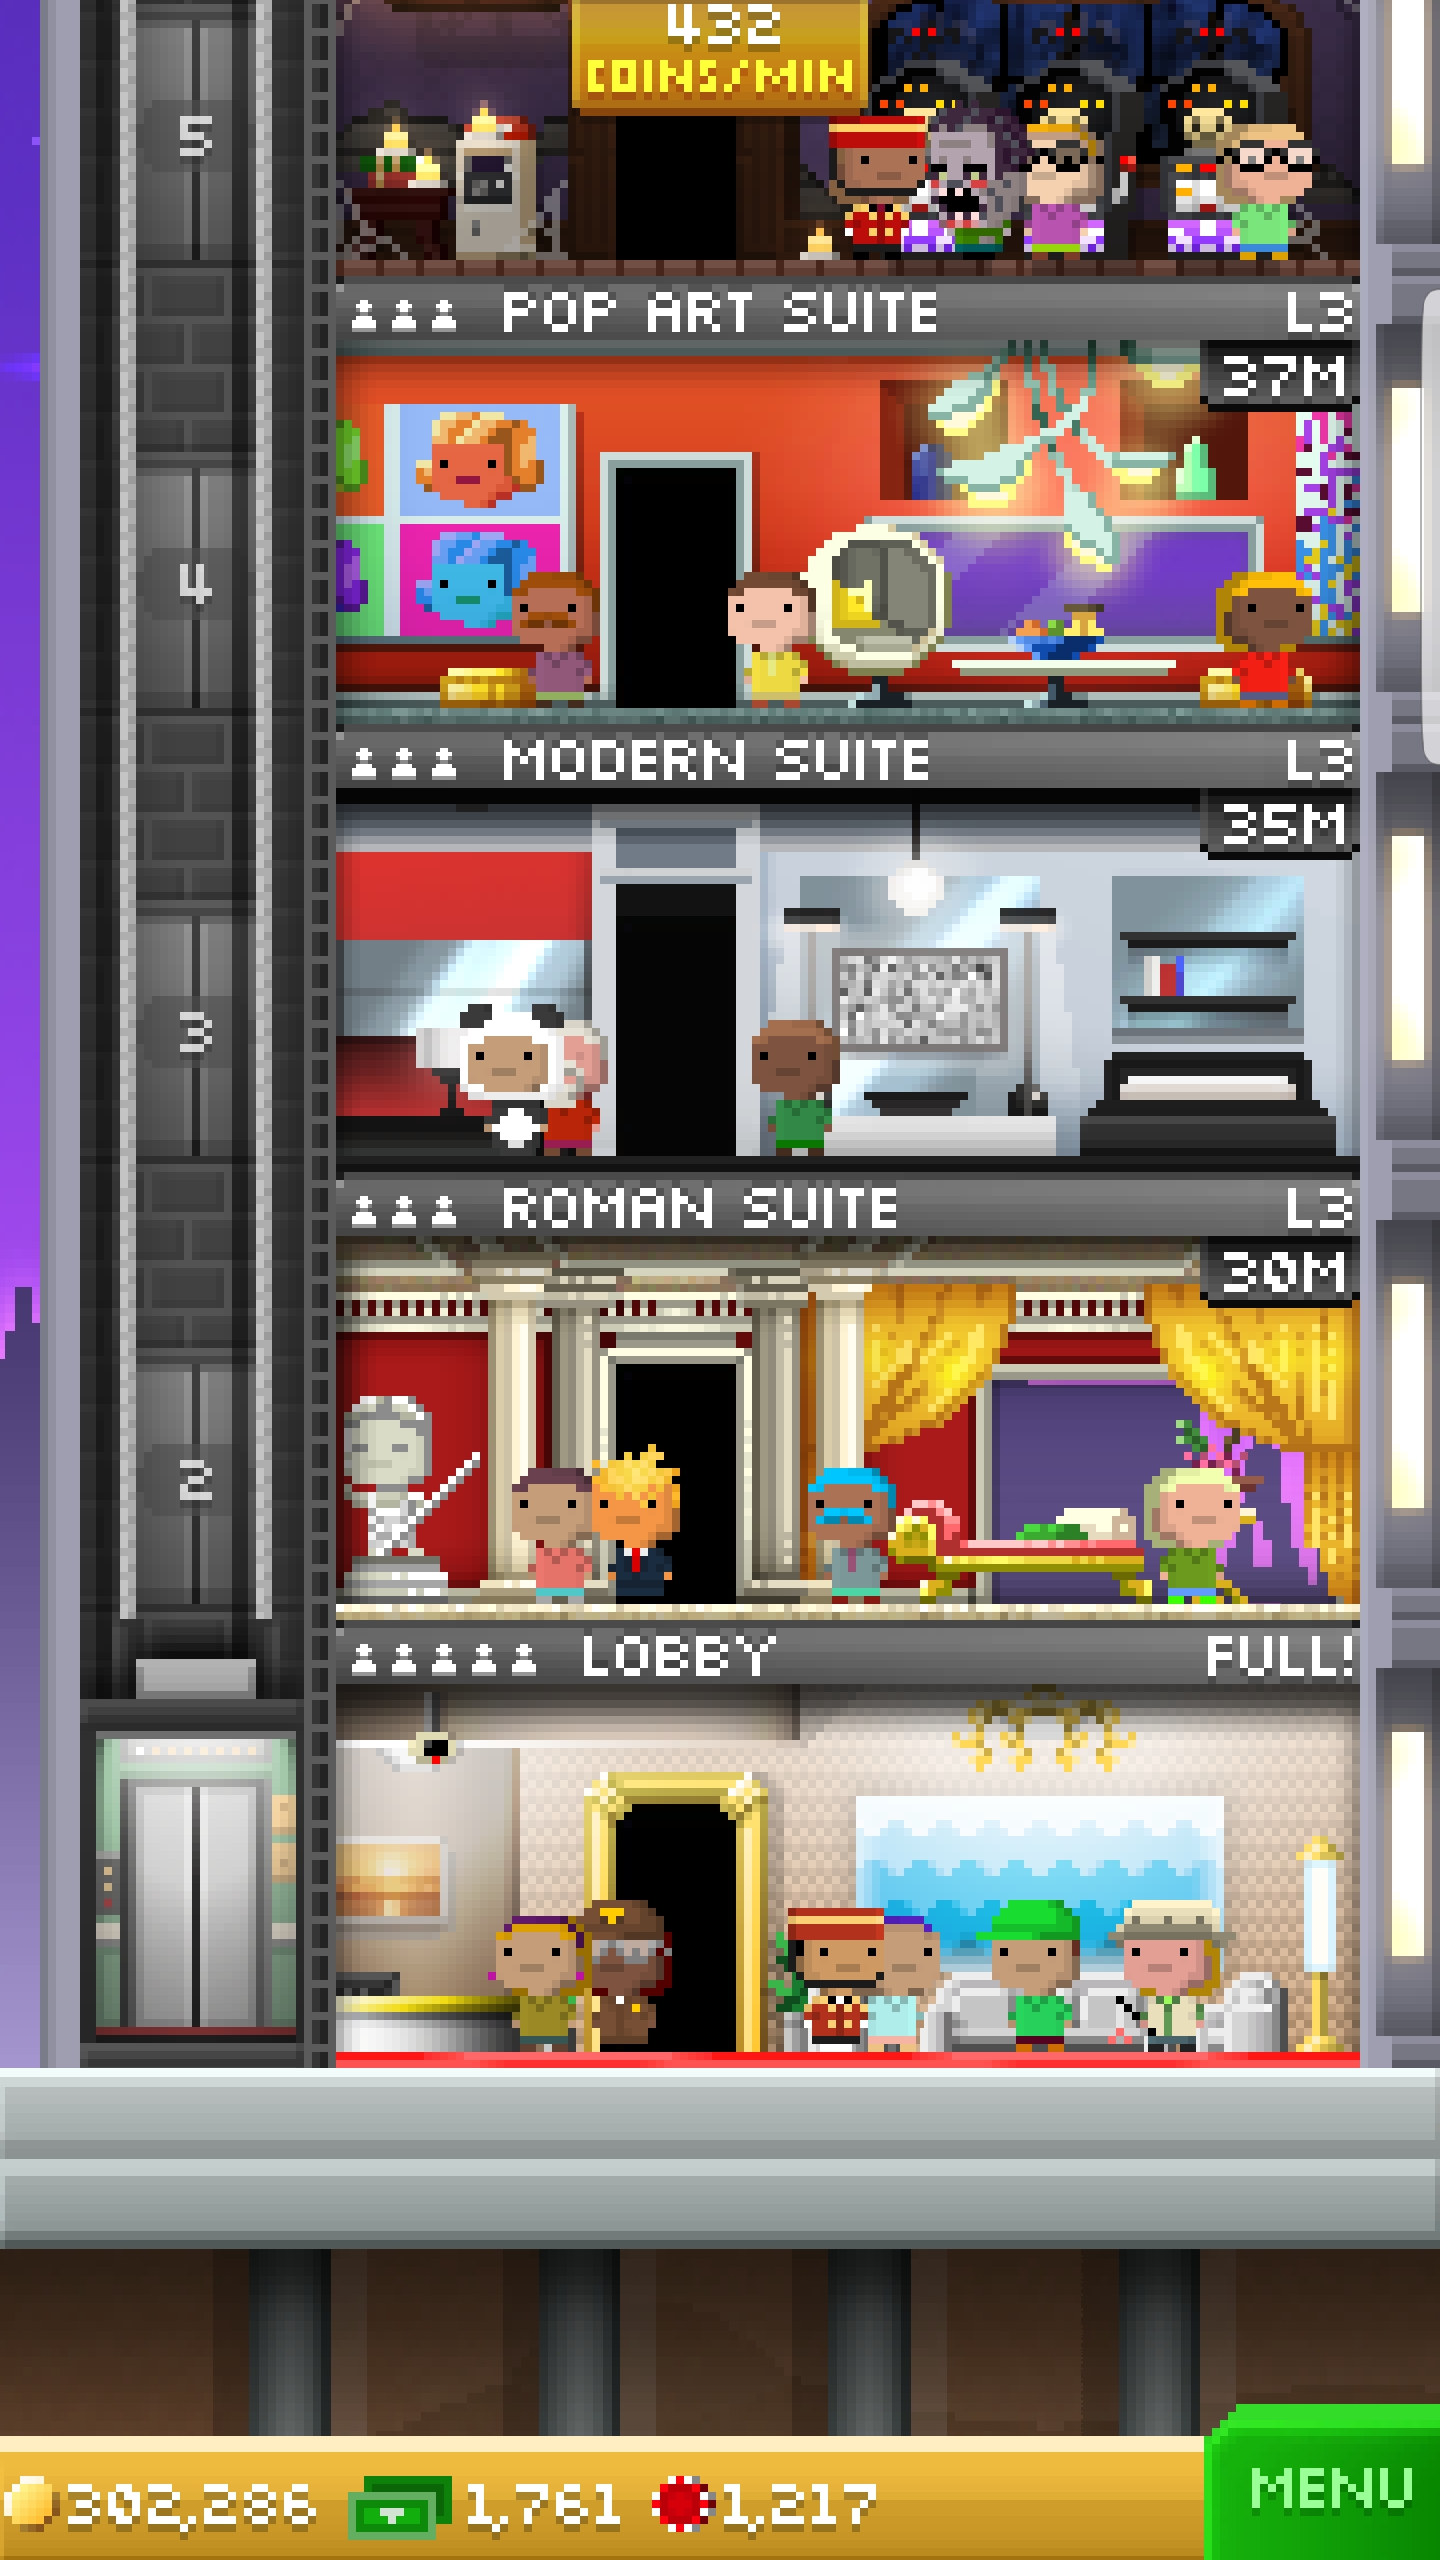 432
COINS/MIN
5
POP ART SUITE L3
37M
4
MODERN SUITE L3
35M
3
ROMAN SUITE L3
30M
2
LOBBY FULL!
302,286 1,761 1,217
MENU